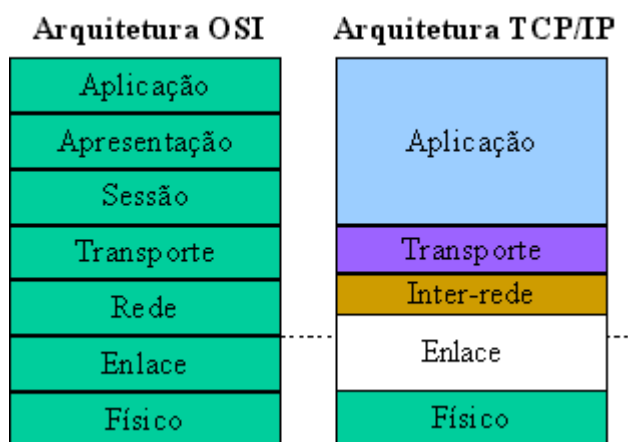 Arquitetura OSI
Aplicação
Apresentação
Sessão
Transporte
Rede
Enlace
Físico
Arquitetura TCP/IP
Aplicação
Transporte
Inter-rede
Enlace
Físico